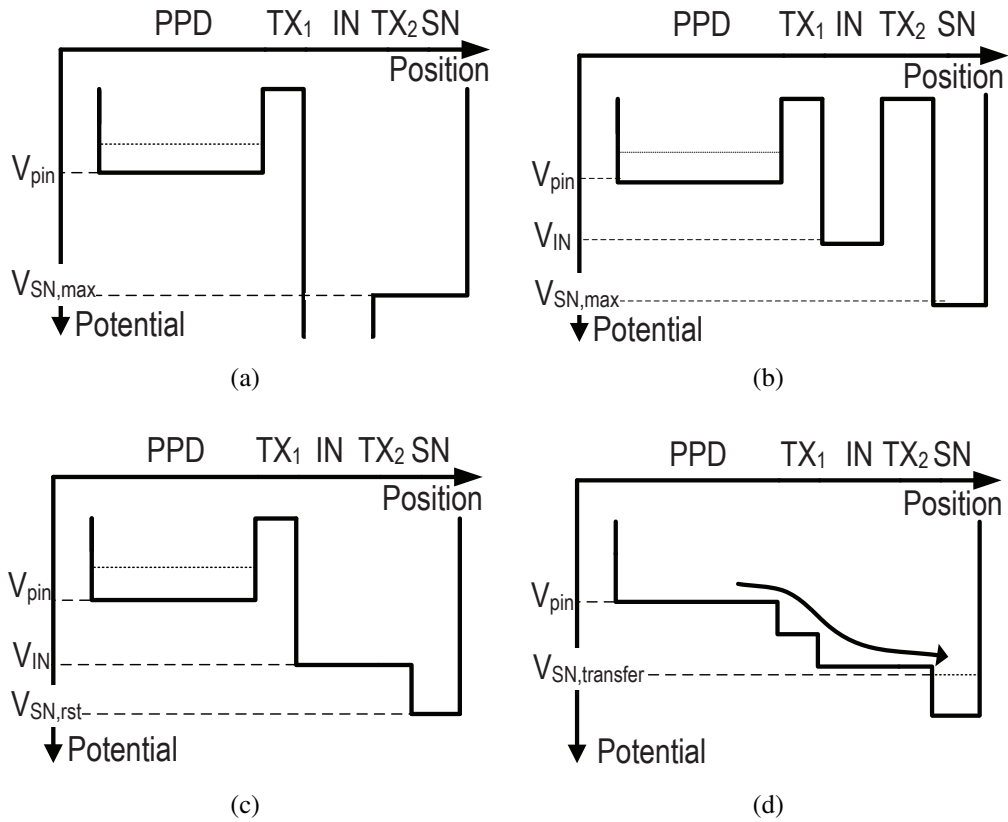 PPD TX₁ IN TX₂ SN
Position
V_pin
V_SN,max
Potential
(a)
PPD TX₁ IN TX₂ SN
Position
V_pin
V_IN
V_SN,max
Potential
(b)
PPD TX₁ IN TX₂ SN
Position
V_pin
V_IN
V_SN,rst
Potential
(c)
PPD TX₁ IN TX₂ SN
Position
V_pin
V_SN,transfer
Potential
(d)